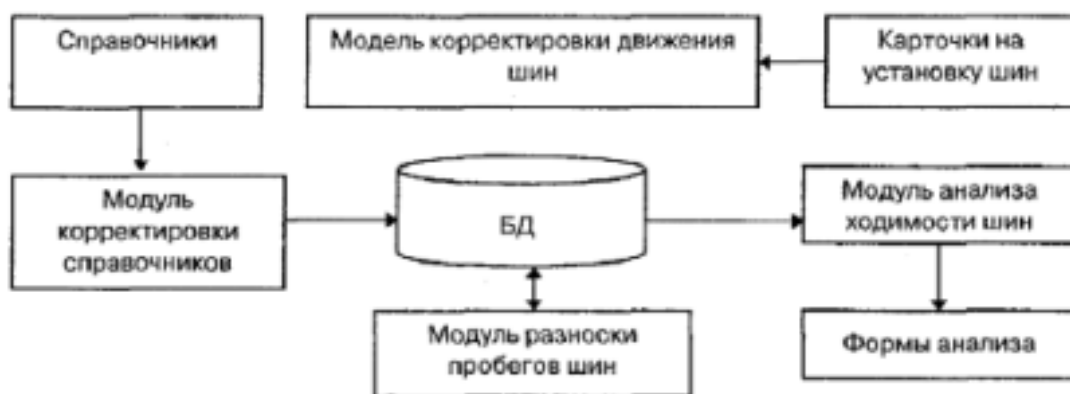 Справочники
Модель корректировки движения
шин
Карточки на
установку шин
Модуль
корректировки
справочников
БД
Модуль анализа
ходимости шин
Модуль разноски
пробегов шин
Формы анализа